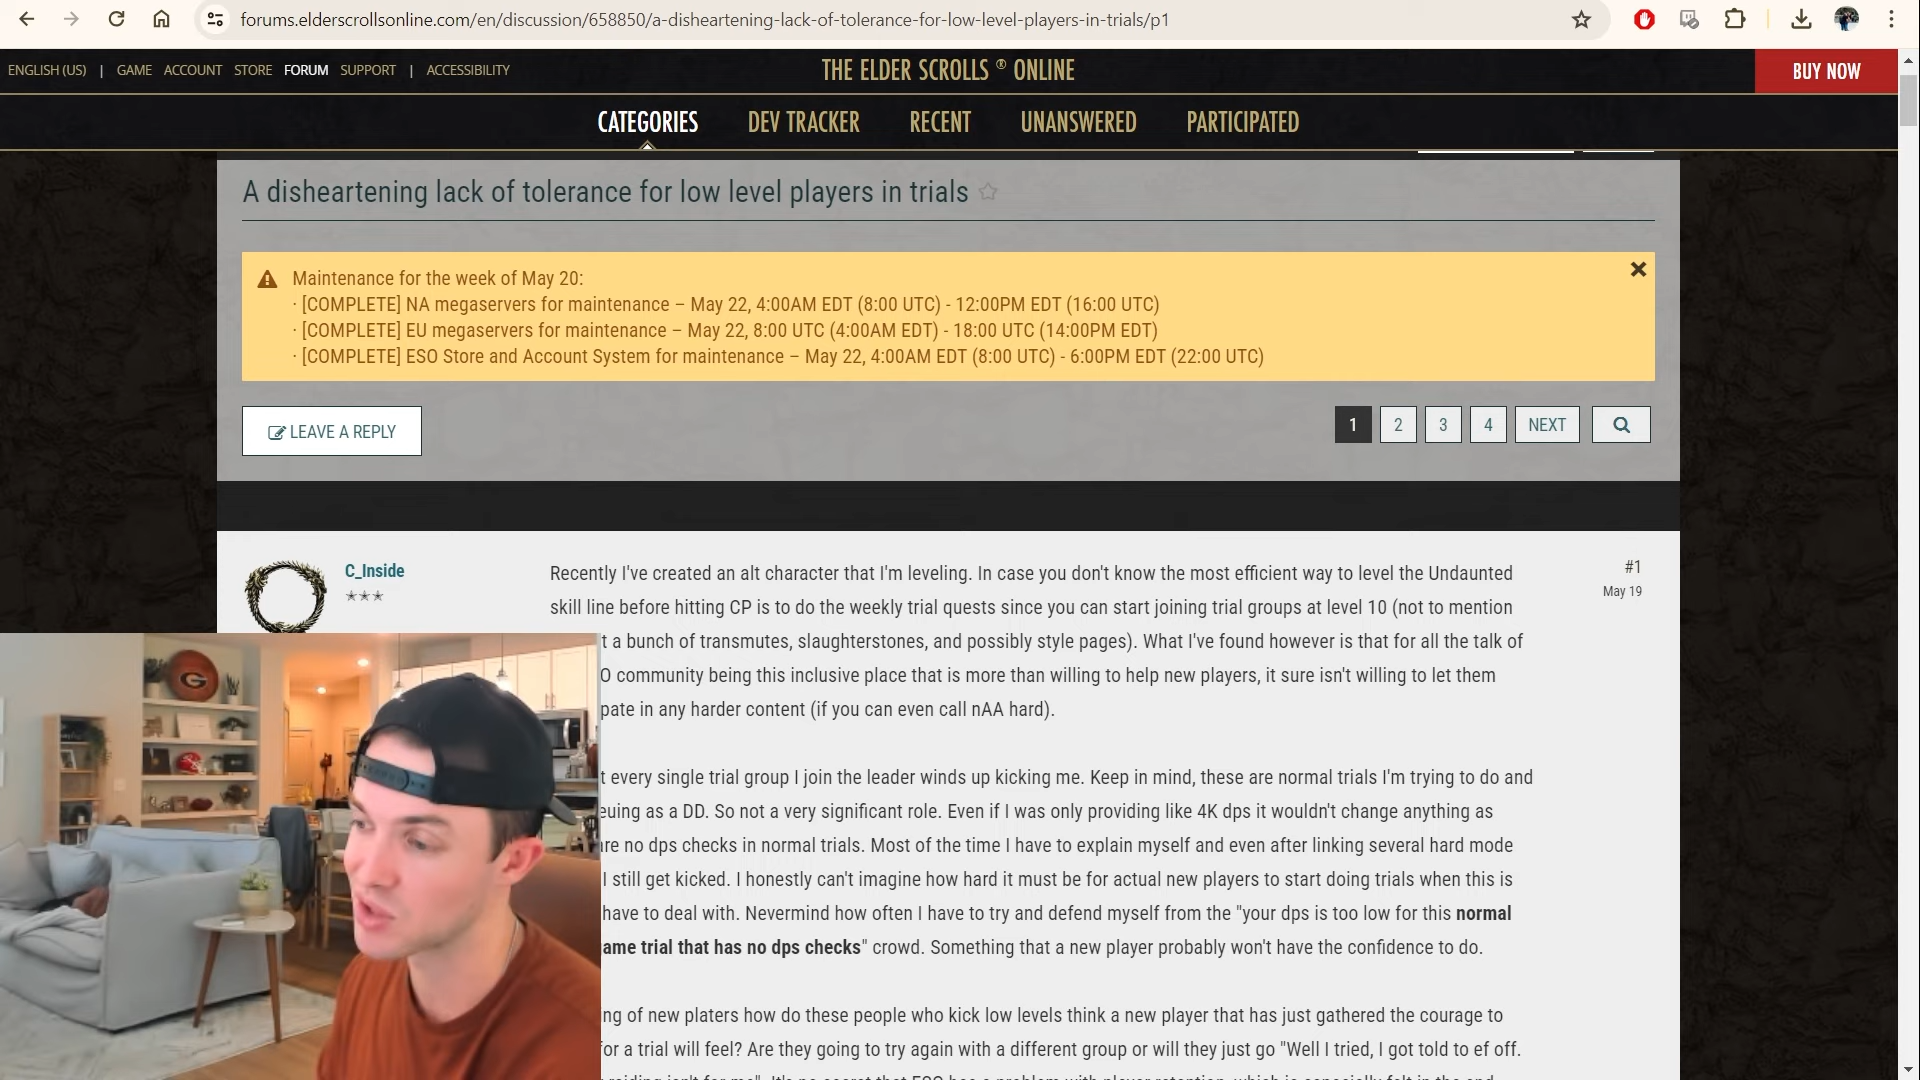 forums.elderscrollsonline.com/en/discussion/658850/a-disheartening-lack-of-tolerance-for-low-level-players-in-trials/p1
ENGLISH (US) | GAME ACCOUNT STORE FORUM SUPPORT | ACCESSIBILITY
THE ELDER SCROLLS ® ONLINE
BUY NOW
CATEGORIES DEV TRACKER RECENT UNANSWERED PARTICIPATED
A disheartening lack of tolerance for low level players in trials
Maintenance for the week of May 20:
· [COMPLETE] NA megaservers for maintenance – May 22, 4:00AM EDT (8:00 UTC) - 12:00PM EDT (16:00 UTC)
· [COMPLETE] EU megaservers for maintenance – May 22, 8:00 UTC (4:00AM EDT) - 18:00 UTC (14:00PM EDT)
· [COMPLETE] ESO Store and Account System for maintenance – May 22, 4:00AM EDT (8:00 UTC) - 6:00PM EDT (22:00 UTC)
LEAVE A REPLY
1 2 3 4 NEXT
C_Inside
#1
May 19
Recently I've created an alt character that I'm leveling. In case you don't know the most efficient way to level the Undaunted
skill line before hitting CP is to do the weekly trial quests since you can start joining trial groups at level 10 (not to mention
t a bunch of transmutes, slaughterstones, and possibly style pages). What I've found however is that for all the talk of
O community being this inclusive place that is more than willing to help new players, it sure isn't willing to let them
pate in any harder content (if you can even call nAA hard).
t every single trial group I join the leader winds up kicking me. Keep in mind, these are normal trials I'm trying to do and
euing as a DD. So not a very significant role. Even if I was only providing like 4K dps it wouldn't change anything as
re no dps checks in normal trials. Most of the time I have to explain myself and even after linking several hard mode
I still get kicked. I honestly can't imagine how hard it must be for actual new players to start doing trials when this is
have to deal with. Nevermind how often I have to try and defend myself from the "your dps is too low for this normal
ame trial that has no dps checks" crowd. Something that a new player probably won't have the confidence to do.
ng of new platers how do these people who kick low levels think a new player that has just gathered the courage to
or a trial will feel? Are they going to try again with a different group or will they just go "Well I tried, I got told to ef off.